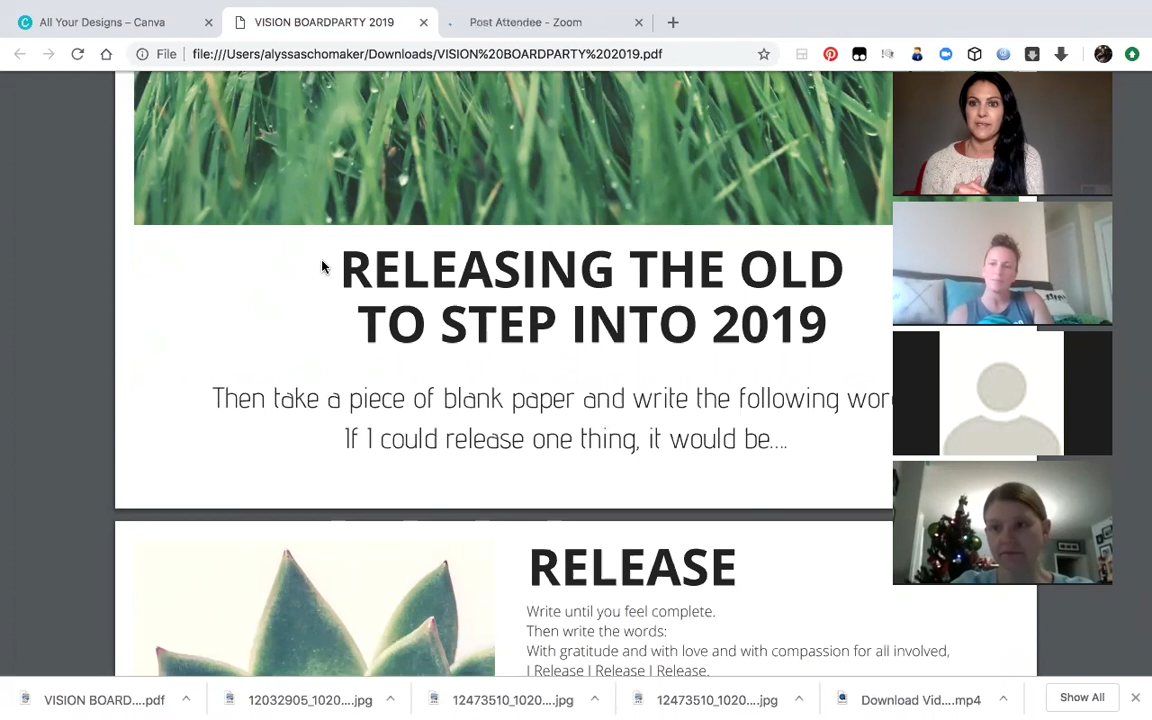 All Your Designs – Canva
VISION BOARDPARTY 2019
Post Attendee - Zoom
File
file:///Users/alyssaschomaker/Downloads/VISION%20BOARDPARTY%202019.pdf
RELEASING THE OLD
TO STEP INTO 2019
Then take a piece of blank paper and write the following
If I could release one thing, it would be....
RELEASE
Write until you feel complete.
Then write the words:
With gratitude and with love and with compassion for all involved,
I Release I Release I Release.
VISION BOARD....pdf
12032905_1020....jpg
12473510_1020....jpg
12473510_1020....jpg
Download Vid....mp4
Show All